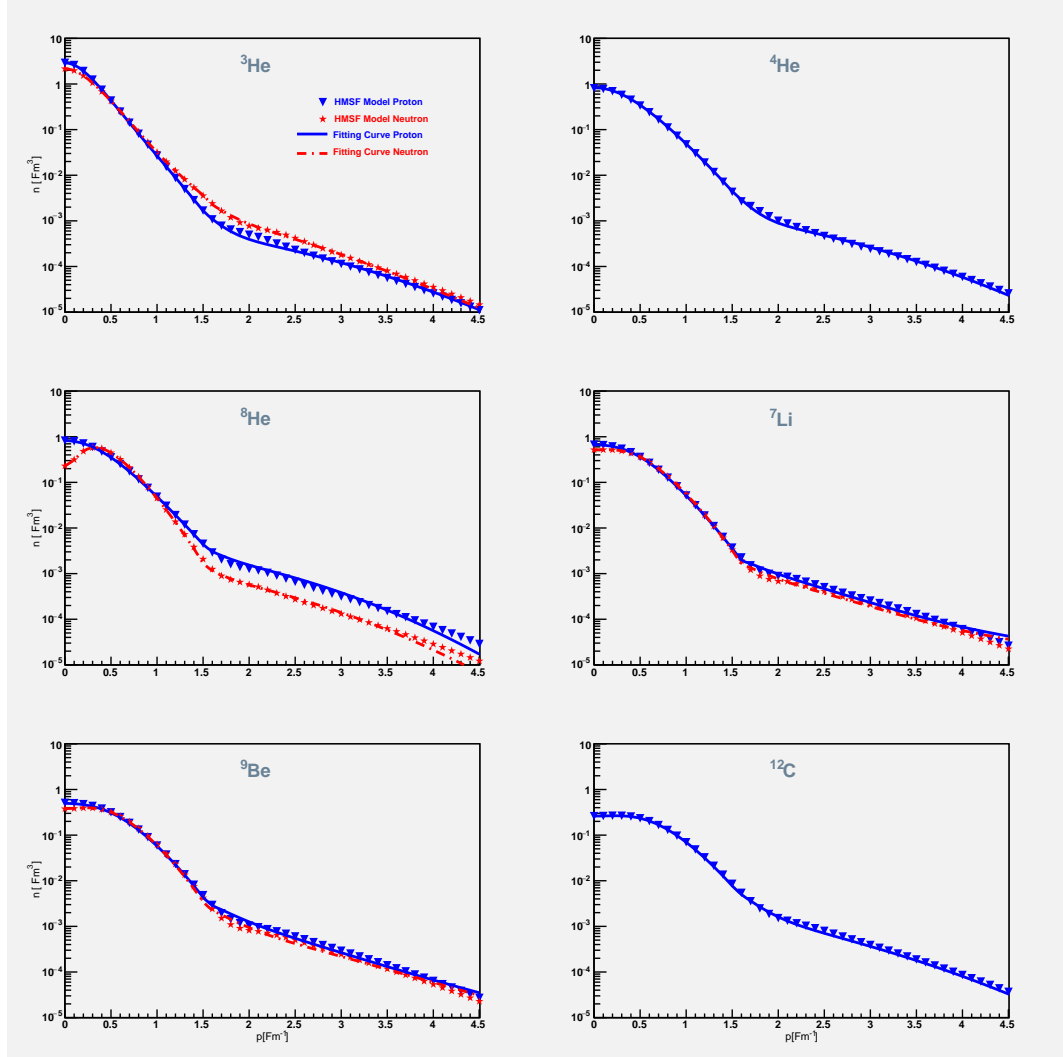 ³He
10
1
10⁻¹
10⁻²
10⁻³
10⁻⁴
10⁻⁵
n [ Fm³]
0 0.5 1 1.5 2 2.5 3 3.5 4 4.5
HMSF Model Proton
HMSF Model Neutron
Fitting Curve Proton
Fitting Curve Neutron
⁴He
10
1
10⁻¹
10⁻²
10⁻³
10⁻⁴
10⁻⁵
0 0.5 1 1.5 2 2.5 3 3.5 4 4.5
⁸He
10
1
10⁻¹
10⁻²
10⁻³
10⁻⁴
10⁻⁵
n [ Fm³]
0 0.5 1 1.5 2 2.5 3 3.5 4 4.5
⁷Li
10
1
10⁻¹
10⁻²
10⁻³
10⁻⁴
10⁻⁵
0 0.5 1 1.5 2 2.5 3 3.5 4 4.5
⁹Be
10
1
10⁻¹
10⁻²
10⁻³
10⁻⁴
10⁻⁵
n [ Fm³]
0 0.5 1 1.5 2 2.5 3 3.5 4 4.5
p[Fm⁻¹]
¹²C
10
1
10⁻¹
10⁻²
10⁻³
10⁻⁴
10⁻⁵
0 0.5 1 1.5 2 2.5 3 3.5 4 4.5
p[Fm⁻¹]